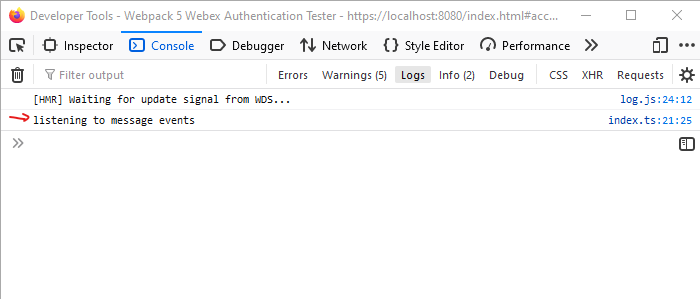 Developer Tools - Webpack 5 Webex Authentication Tester - https://localhost:8080/index.html#acc...
Inspector Console Debugger Network Style Editor Performance
Filter output Errors Warnings (5) Logs Info (2) Debug CSS XHR Requests
[HMR] Waiting for update signal from WDS... log.js:24:12
listening to message events index.ts:21:25